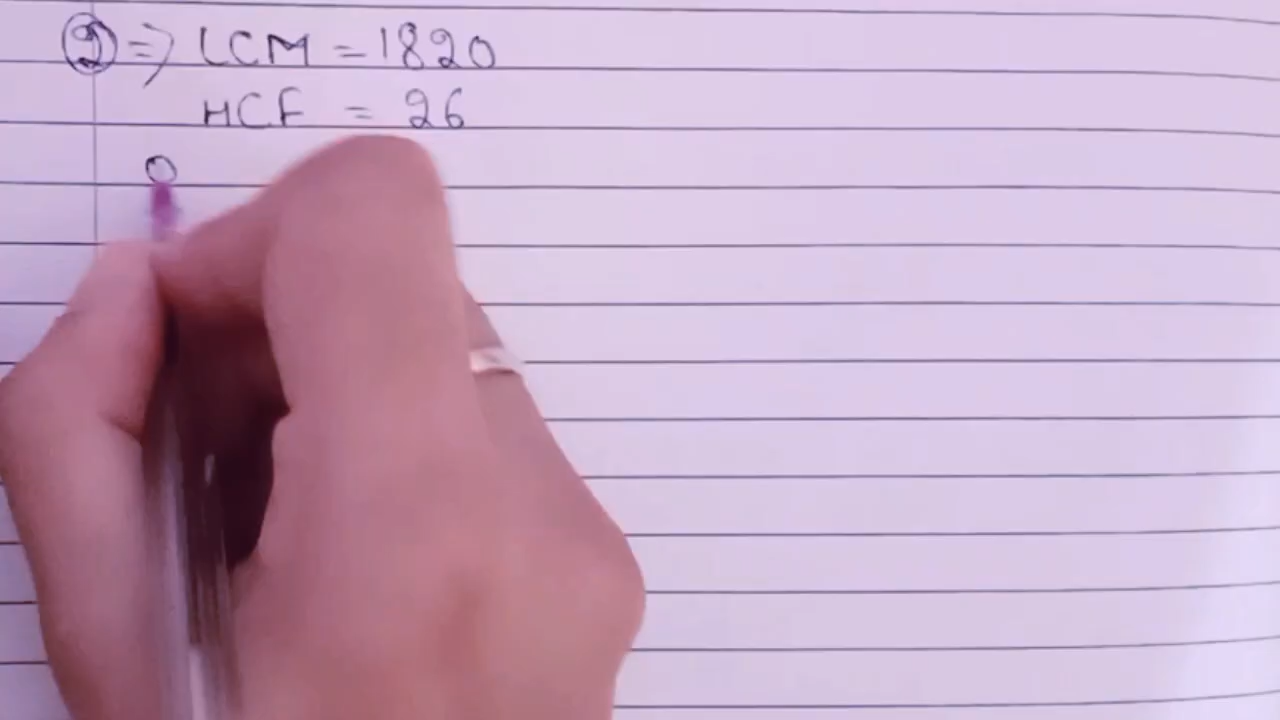 2 => LCM = 1820
HCF = 26